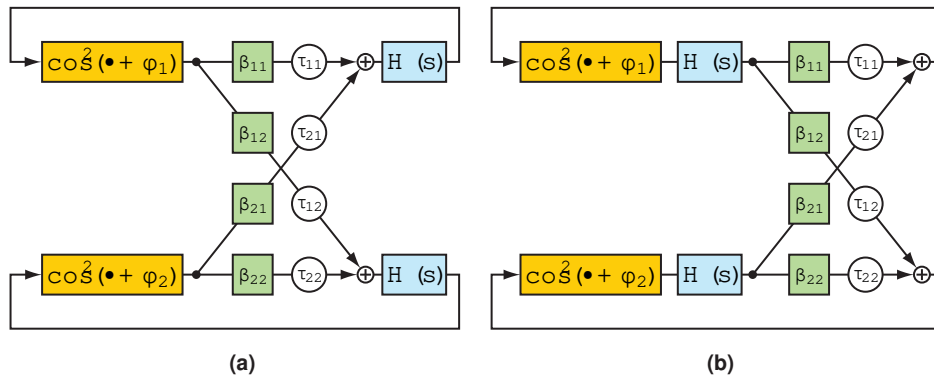 cos²(• + φ₁) β₁₁ τ₁₁ H (s)
β₁₂ τ₂₁
β₂₁ τ₁₂
cos²(• + φ₂) β₂₂ τ₂₂ H (s)
(a)
cos²(• + φ₁) H (s) β₁₁ τ₁₁
β₁₂ τ₂₁
β₂₁ τ₁₂
cos²(• + φ₂) H (s) β₂₂ τ₂₂
(b)